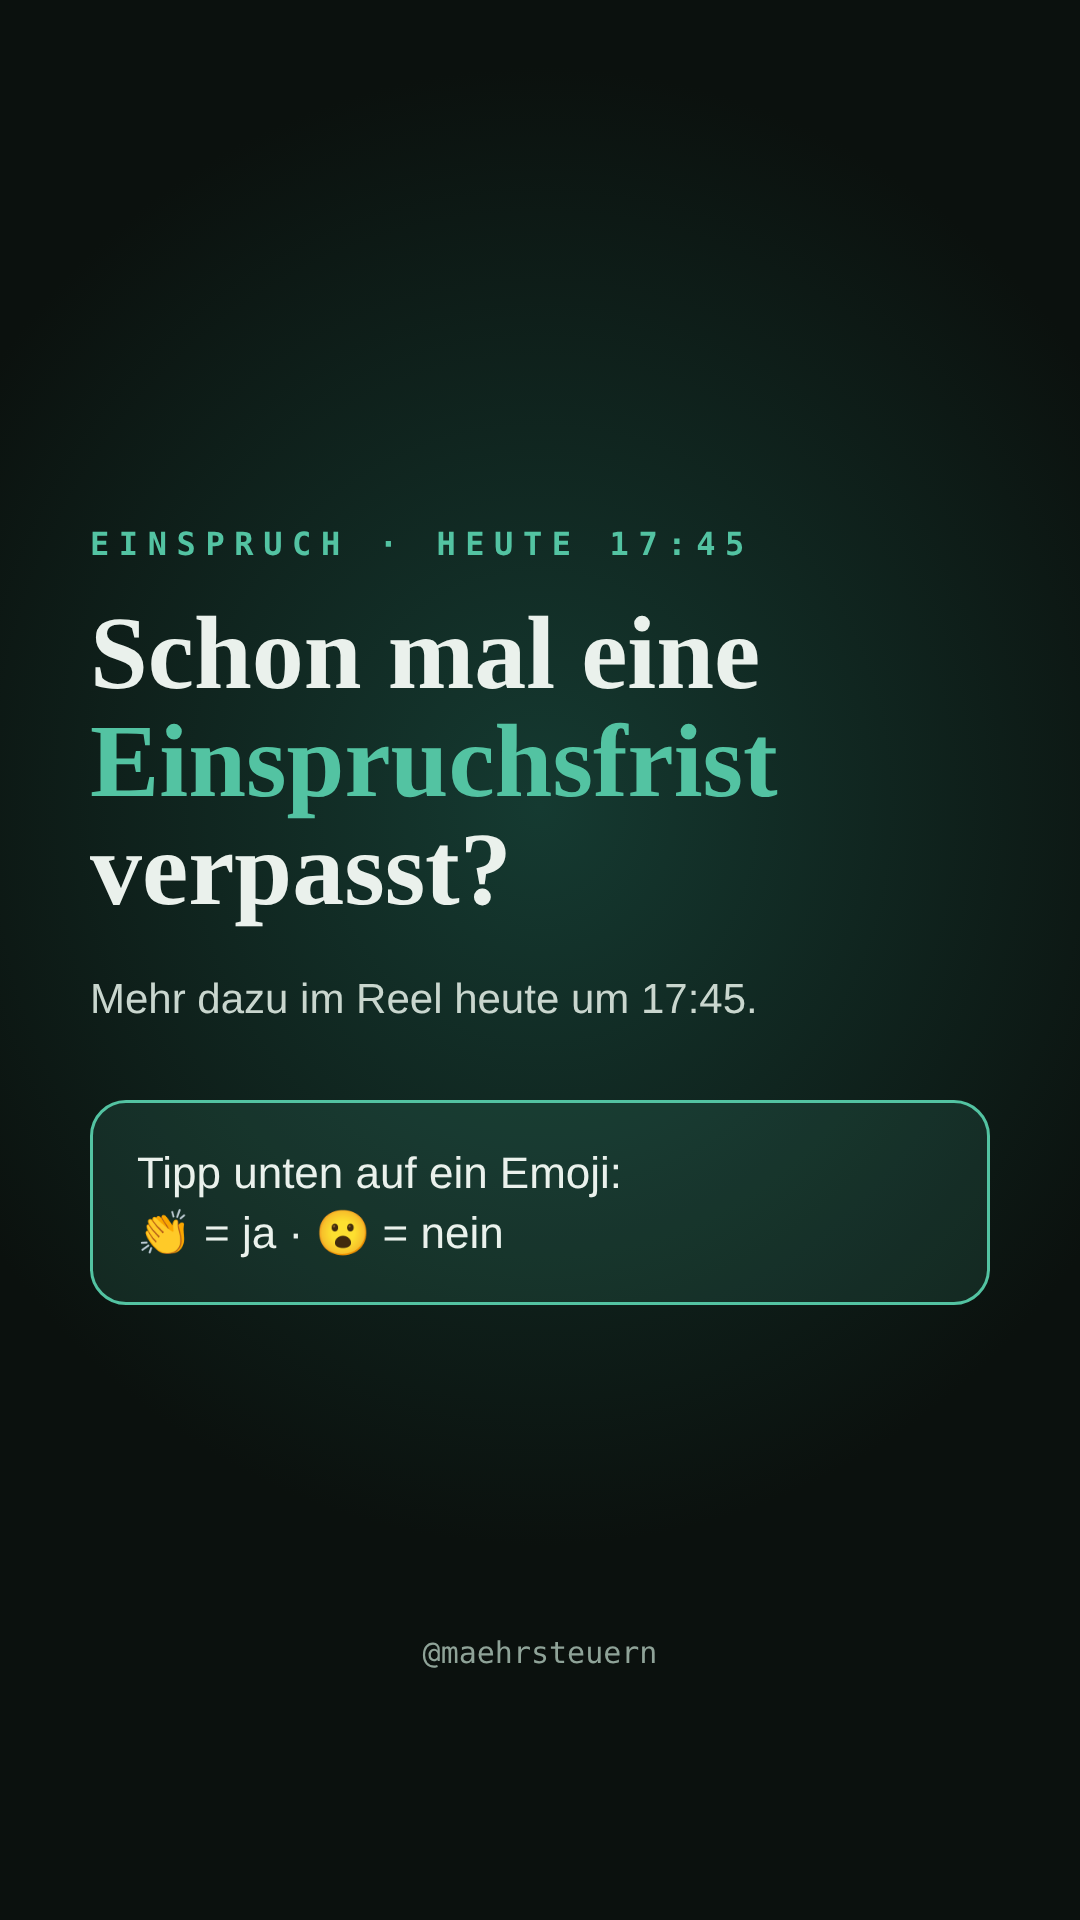 EINSPRUCH · HEUTE 17:45
Schon mal eine
Einspruchsfrist
verpasst?
Mehr dazu im Reel heute um 17:45.
Tipp unten auf ein Emoji:
👏 = ja · 😮 = nein
@maehrsteuern